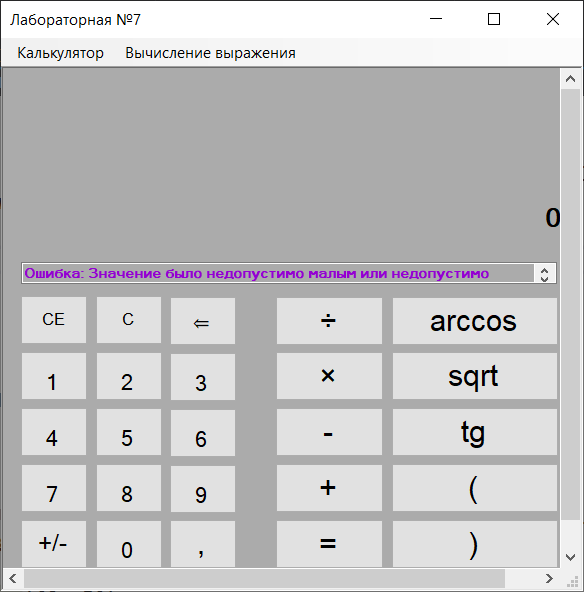 Лабораторная №7
Калькулятор Вычисление выражения
0
Ошибка: Значение было недопустимо малым или недопустимо
CE C ⇐ ÷ arccos
1 2 3 × sqrt
4 5 6 - tg
7 8 9 + (
+/- 0 , = )